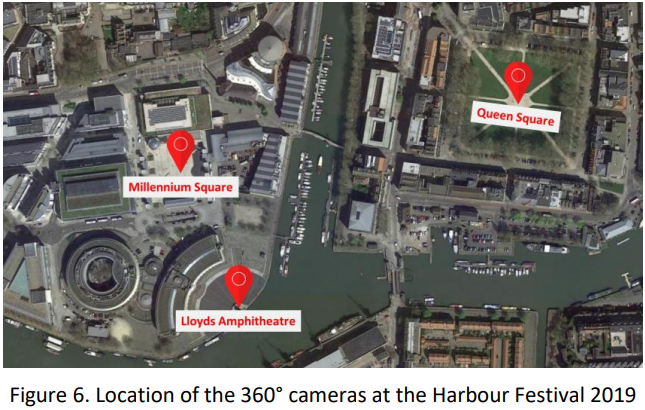 Queen Square
Millennium Square
Lloyds Amphitheatre
Figure 6. Location of the 360° cameras at the Harbour Festival 2019